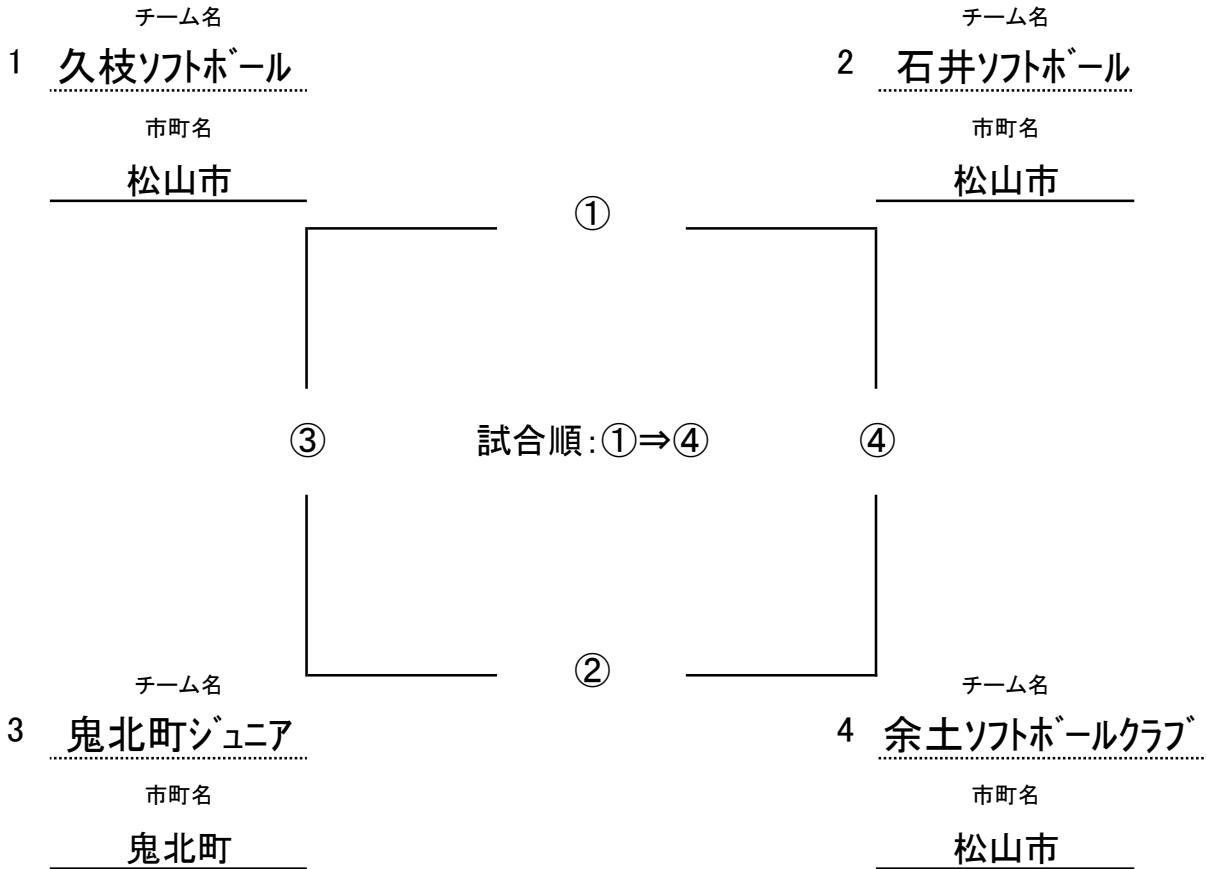 チーム名 チーム名
1 久枝ｿﾌﾄﾎﾞｰﾙ 2 石井ｿﾌﾄﾎﾞｰﾙ
市町名 市町名
松山市 松山市
①
③ 試合順：①⇒④ ④
②
チーム名 チーム名
3 鬼北町ｼﾞｭﾆｱ 4 余土ｿﾌﾄﾎﾞｰﾙｸﾗﾌﾞ
市町名 市町名
鬼北町 松山市